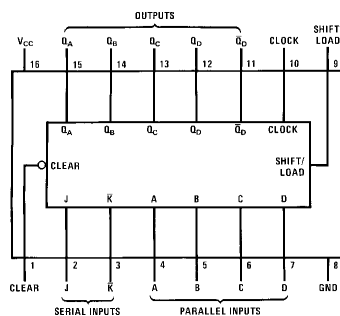 OUTPUTS
SHIFT/
LOAD
VCC QA QB QC QD Q̅D CLOCK
16 15 14 13 12 11 10 9
QA QB QC QD Q̅D CLOCK
CLEAR
SHIFT/
LOAD
J K̅ A B C D
1 2 3 4 5 6 7 8
CLEAR J K̅ A B C D GND
SERIAL INPUTS PARALLEL INPUTS